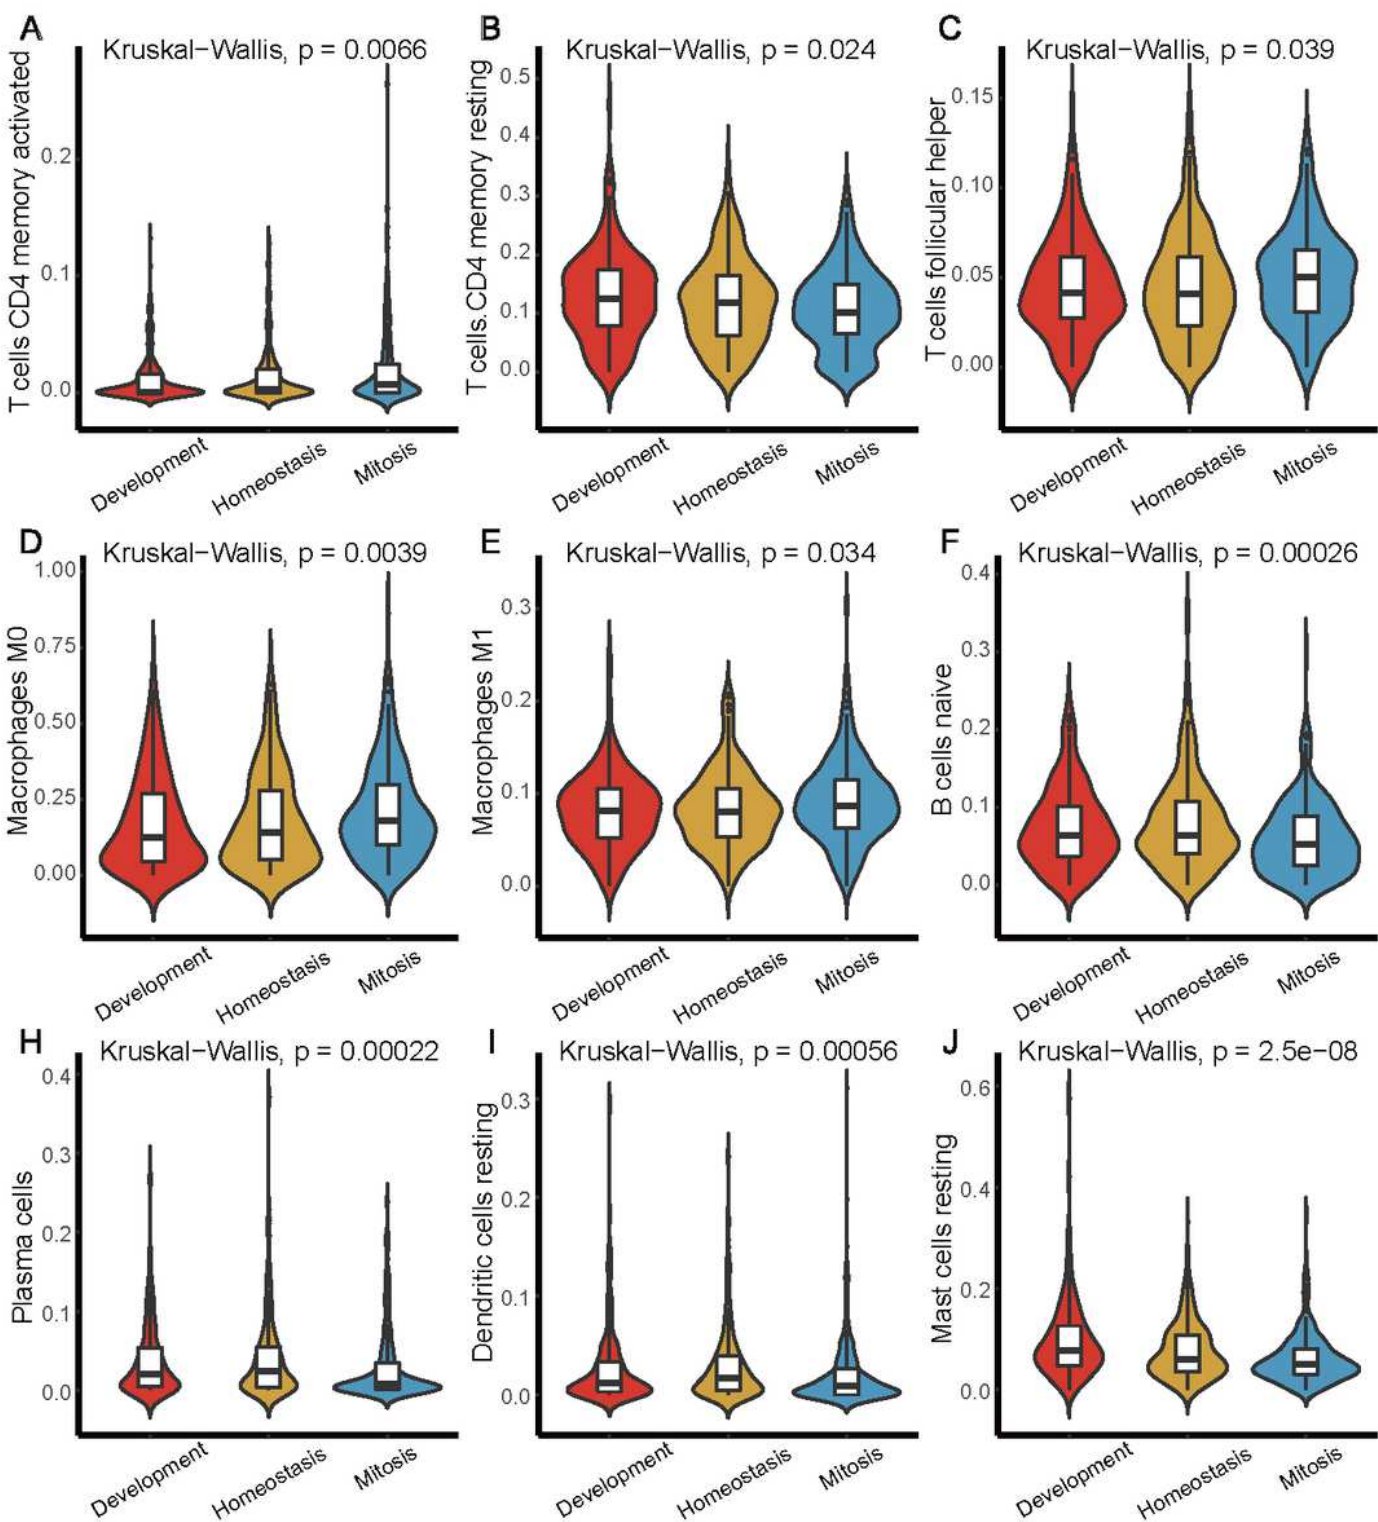 A
Kruskal−Wallis, p = 0.0066
T cells CD4 memory activated
0.2
0.1
0.0
Development
Homeostasis
Mitosis
B
Kruskal−Wallis, p = 0.024
T cells.CD4 memory resting
0.5
0.4
0.3
0.2
0.1
0.0
Development
Homeostasis
Mitosis
C
Kruskal−Wallis, p = 0.039
T cells follicular helper
0.15
0.10
0.05
0.00
Development
Homeostasis
Mitosis
D
Kruskal−Wallis, p = 0.0039
Macrophages M0
1.00
0.75
0.50
0.25
0.00
Development
Homeostasis
Mitosis
E
Kruskal−Wallis, p = 0.034
Macrophages M1
0.3
0.2
0.1
0.0
Development
Homeostasis
Mitosis
F
Kruskal−Wallis, p = 0.00026
B cells naive
0.4
0.3
0.2
0.1
0.0
Development
Homeostasis
Mitosis
H
Kruskal−Wallis, p = 0.00022
Plasma cells
0.4
0.3
0.2
0.1
0.0
Development
Homeostasis
Mitosis
I
Kruskal−Wallis, p = 0.00056
Dendritic cells resting
0.3
0.2
0.1
0.0
Development
Homeostasis
Mitosis
J
Kruskal−Wallis, p = 2.5e−08
Mast cells resting
0.6
0.4
0.2
0.0
Development
Homeostasis
Mitosis